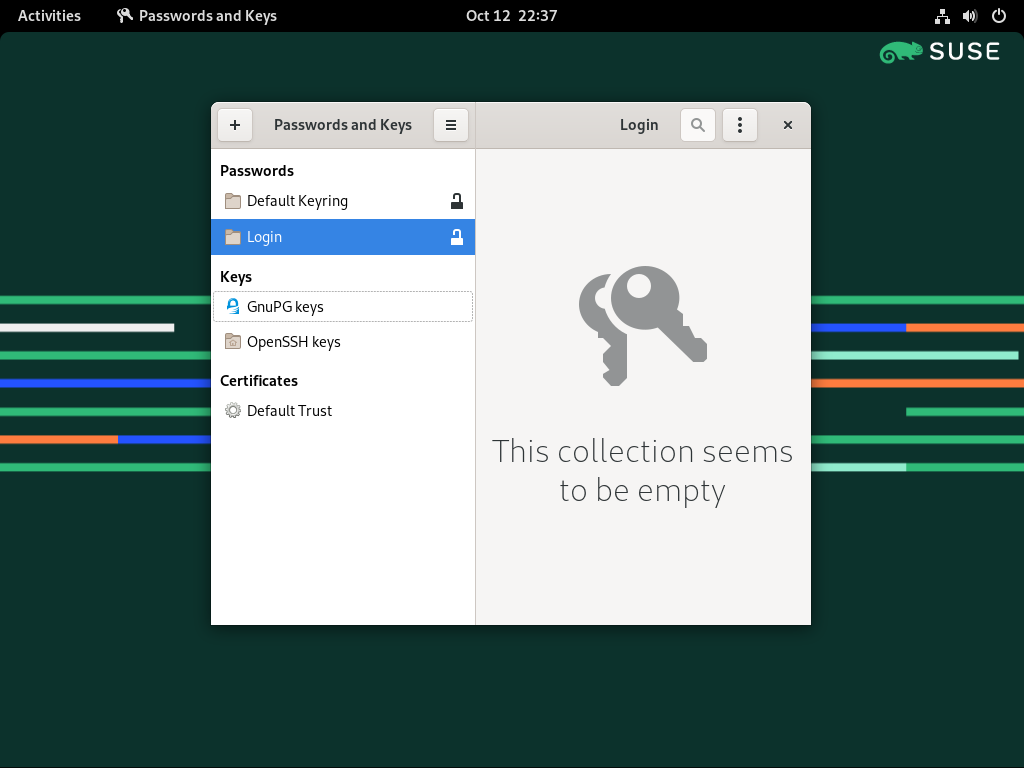 Activities
Passwords and Keys
Oct 12 22:37
SUSE
Passwords and Keys
Login
Passwords
Default Keyring
Login
Keys
GnuPG keys
OpenSSH keys
Certificates
Default Trust
This collection seems
to be empty